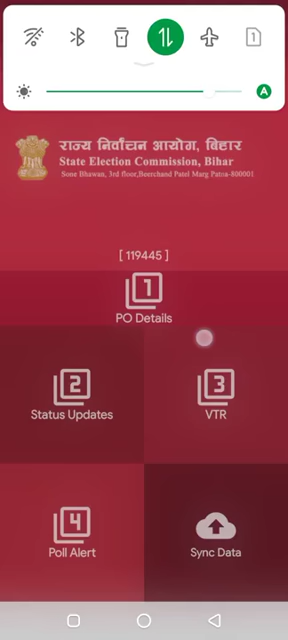 1
A
राज्य निर्वाचन आयोग, बिहार
State Election Commission, Bihar
Sone Bhawan, 3rd floor,Beerchand Patel Marg Patna-800001
[ 119445 ]
1
PO Details
2
Status Updates
3
VTR
4
Poll Alert
Sync Data